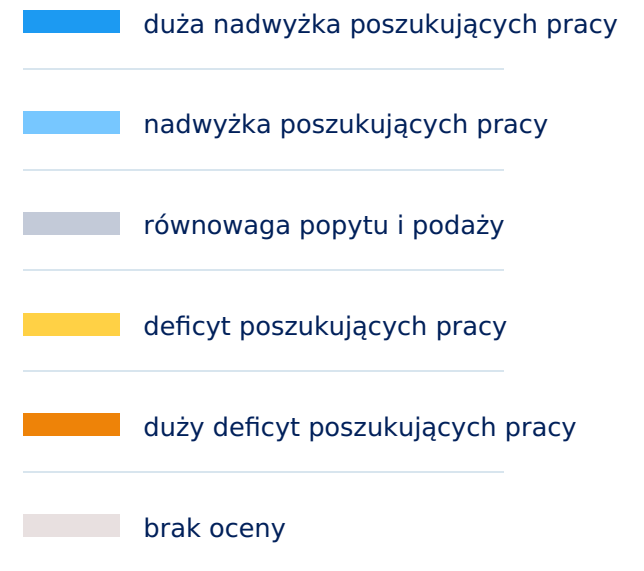 duża nadwyżka poszukujących pracy
nadwyżka poszukujących pracy
równowaga popytu i podaży
deficyt poszukujących pracy
duży deficyt poszukujących pracy
brak oceny